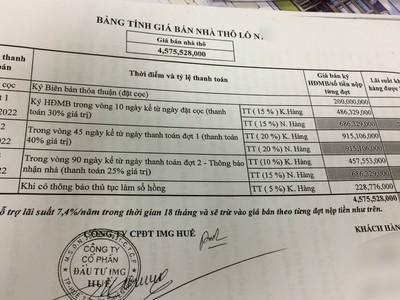 BẢNG TÍNH GIÁ BÁN NHÀ THÔ LÔ N.
Giá bán nhà thô
4,575,528,000
thanh
oán
Thời điểm và tỷ lệ thanh toán
Giá bán ký
HĐMB/số tiền nộp
từng đợt
Lãi suất
hàng được
cọc
Ký Biên bản thỏa thuận (đặt cọc)
200,000,000
t 1
2022
Ký HĐMB trong vòng 10 ngày kể từ ngày đặt cọc (thanh
toán 30% giá trị)
TT ( 15 % ) K.Hàng
486,329,000
TT ( 15 %) N. Hàng
686,329,000
2
2022
Trong vòng 45 ngày kể từ ngày thanh toán đợt 1 (thanh toán
40% giá trị)
TT ( 20 %) K. Hàng
915,106,000
TT ( 20 %) N. Hàng
915,106,000
3
2022
Trong vòng 90 ngày kể từ ngày thanh toán đợt 2 - Thông báo
nhận nhà (thanh toán 25% giá trị)
TT (10 %) K. Hàng
457,553,000
TT ( 15 %) N. Hàng
686,329,000
Khi có thông báo thủ tục làm sổ hồng
TT ( 5%) K. Hàng
228,776,000
4,575,528,000
ỗ trợ lãi suất 7,4%/năm trong thời gian 18 tháng và sẽ trừ vào giá bán theo từng đợt nộp tiền như trên.
CÔNG TY CPĐT IMG HUẾ
KHÁCH HÀNG
CÔNG TY
CỔ PHẦN
ĐẦU TƯ IMG
HUẾ